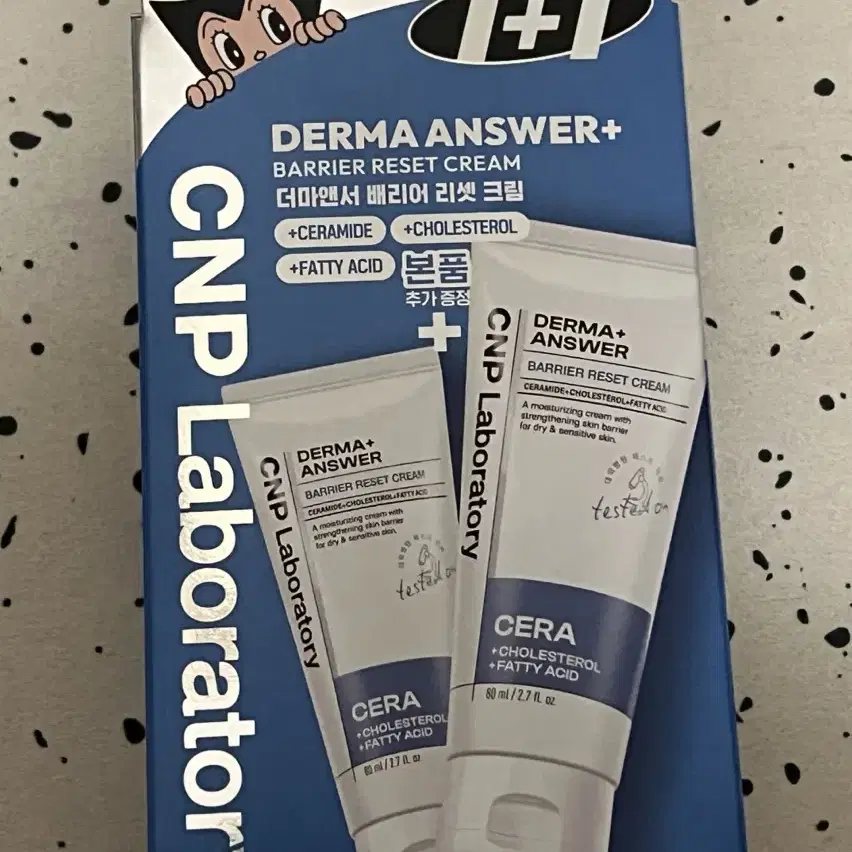 1+1
DERMA ANSWER+
BARRIER RESET CREAM
더마앤서 배리어 리셋 크림
+CERAMIDE
+CHOLESTEROL
+FATTY ACID
본품
추가 증정
+
CNP Laborator
CNP Laboratory
DERMA+
ANSWER
BARRIER RESET CREAM
CERAMIDE+CHOLESTEROL+FATTY ACID
A moisturizing cream with
strengthening skin barrier
for dry & sensitive skin.
tested on
CERA
+CHOLESTEROL
+FATTY ACID
80 ml / 2.7 fl. oz
CNP Laboratory
DERMA+
ANSWER
BARRIER RESET CREAM
CERAMIDE+CHOLESTEROL+FATTY ACID
A moisturizing cream with
strengthening skin barrier
for dry & sensitive skin.
tested on
CERA
+CHOLESTEROL
+FATTY ACID
80 ml / 2.7 fl. oz